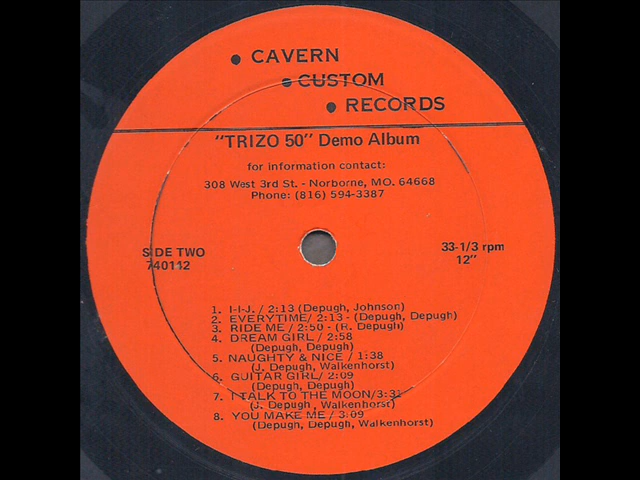 • CAVERN
• CUSTOM
• RECORDS
"TRIZO 50" Demo Album
for information contact:
308 West 3rd St. - Norborne, MO. 64668
Phone: (816) 594-3387
SIDE TWO
740112
33-1/3 rpm
12"
1. I-I-J. / 2:13 (Depugh, Johnson)
2. EVERYTIME/ 2:13 - (Depugh, Depugh)
3. RIDE ME / 2:50 - (R. Depugh)
4. DREAM GIRL / 2:58
(Depugh, Depugh)
5. NAUGHTY & NICE / 1:38
(J. Depugh, Walkenhorst)
6. GUITAR GIRL/ 2:09
(Depugh, Depugh)
7. I TALK TO THE MOON/3:31
(J. Depugh, Walkenhorst)
8. YOU MAKE ME / 3:09
(Depugh, Depugh, Walkenhorst)